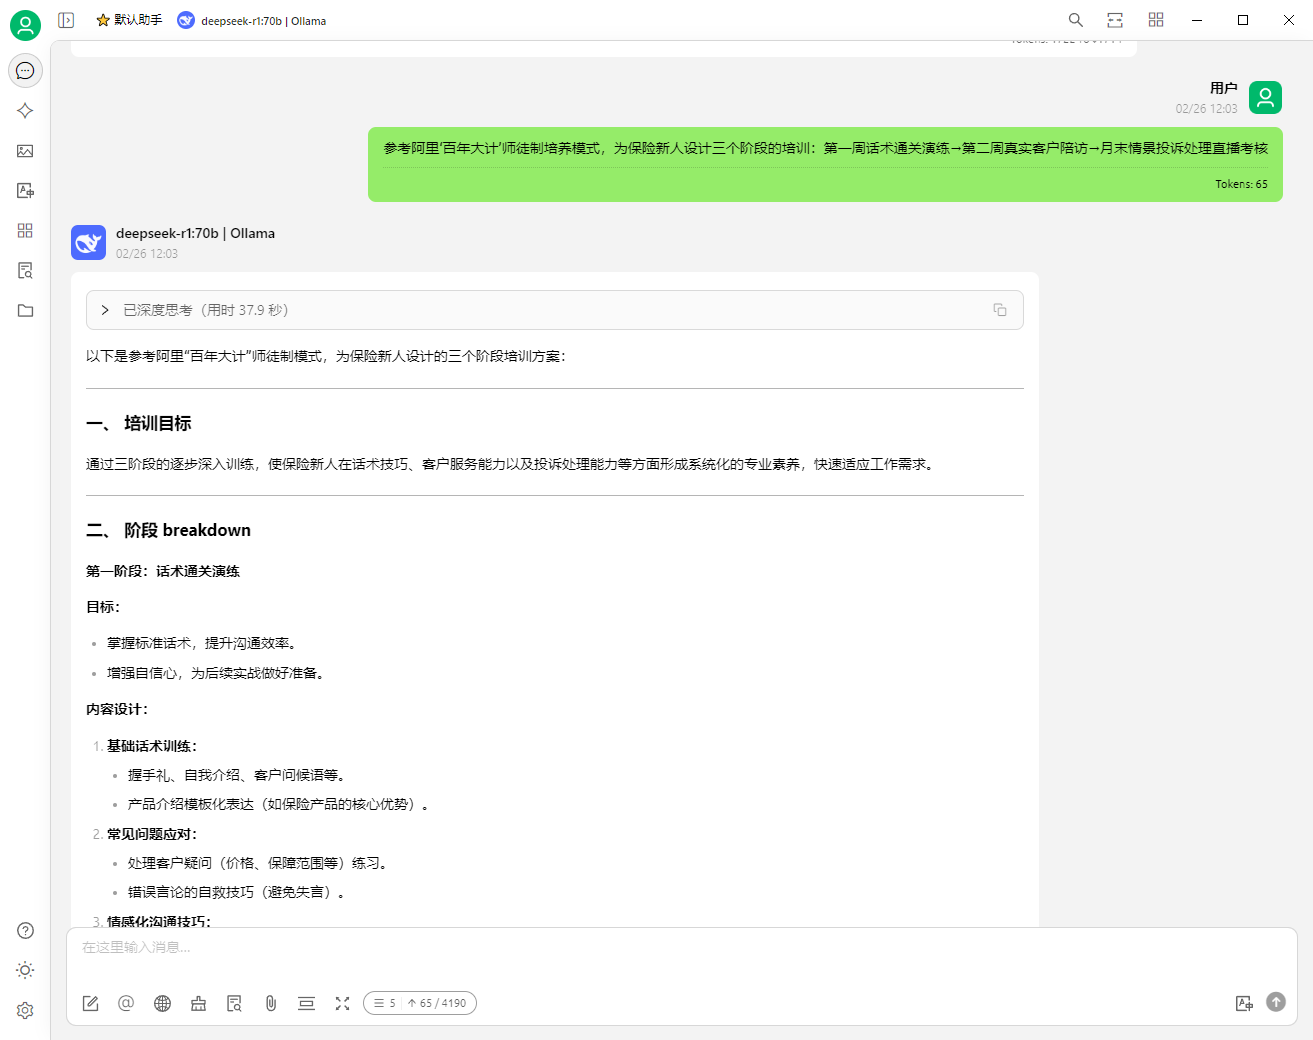 默认助手
deepseek-r1:70b | Ollama
用户
02/26 12:03
参考阿里‘百年大计’师徒制培养模式，为保险新人设计三个阶段的培训：第一周话术通关演练→第二周真实客户陪访→月末情景投诉处理直播考核
Tokens: 65
deepseek-r1:70b | Ollama
02/26 12:03
已深度思考（用时 37.9 秒）
以下是参考阿里“百年大计”师徒制模式，为保险新人设计的三个阶段培训方案：
一、 培训目标
通过三阶段的逐步深入训练，使保险新人在话术技巧、客户服务能力以及投诉处理能力等方面形成系统化的专业素养，快速适应工作需求。
二、 阶段 breakdown
第一阶段：话术通关演练
目标：
掌握标准话术，提升沟通效率。
增强自信心，为后续实战做好准备。
内容设计：
1. 基础话术训练：
握手礼、自我介绍、客户问候语等。
产品介绍模板化表达（如保险产品的核心优势）。
2. 常见问题应对：
处理客户疑问（价格、保障范围等）练习。
错误言论的自救技巧（避免失言）。
3. 情感化沟通技巧：
在这里输入消息...
5 65 / 4190